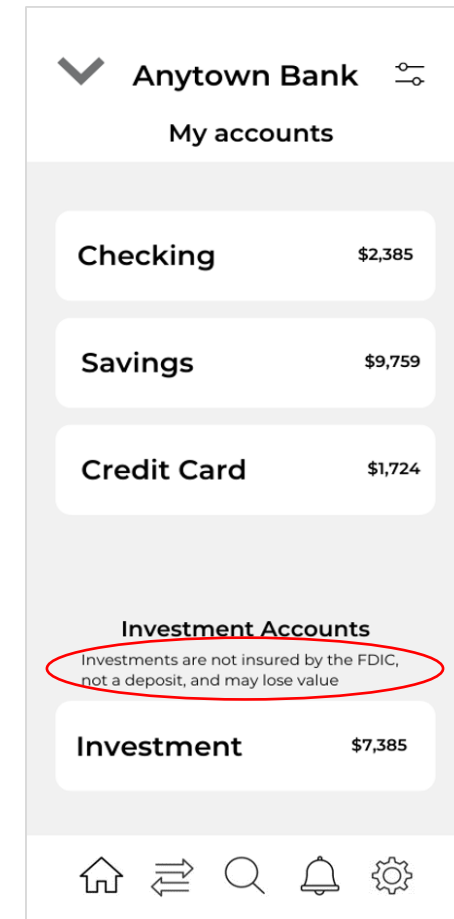 Anytown Bank
My accounts
Checking $2,385
Savings $9,759
Credit Card $1,724
Investment Accounts
Investments are not insured by the FDIC,
not a deposit, and may lose value
Investment $7,385